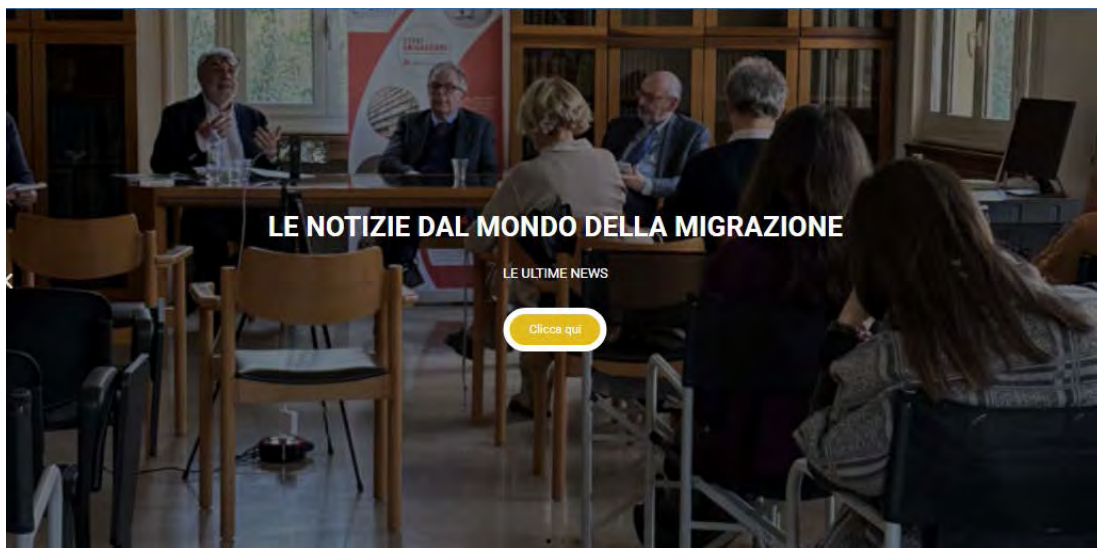 LE NOTIZIE DAL MONDO DELLA MIGRAZIONE
LE ULTIME NEWS
Clicca qui